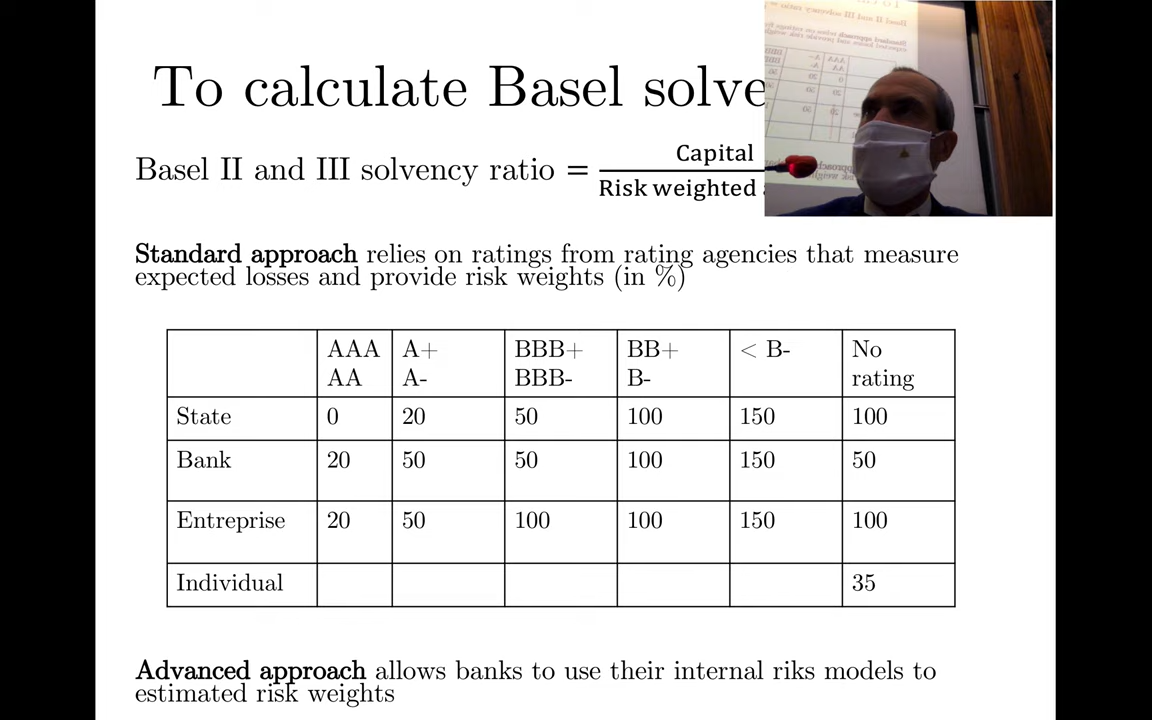 To calculate Basel
Basel II and III solvency ratio = Capital
Risk weighted
Standard approach relies on ratings from rating agencies that measure
expected losses and provide risk weights (in %)
AAA A+ BBB+ BB+ < B- No
AA A- BBB- B- rating
State 0 20 50 100 150 100
Bank 20 50 50 100 150 50
Entreprise 20 50 100 100 150 100
Individual 35
Advanced approach allows banks to use their internal riks models to
estimated risk weights